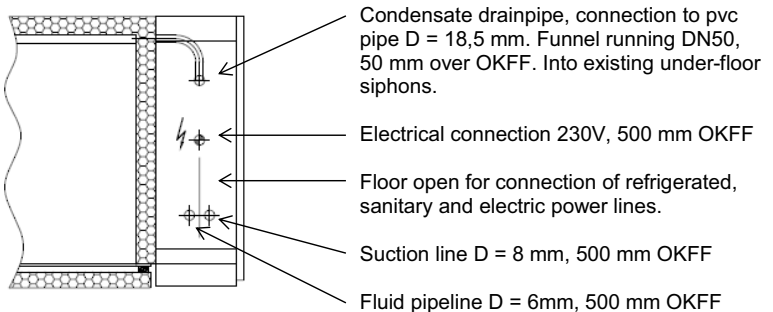 Condensate drainpipe, connection to pvc
pipe D = 18,5 mm. Funnel running DN50,
50 mm over OKFF. Into existing under-floor
siphons.
Electrical connection 230V, 500 mm OKFF
Floor open for connection of refrigerated,
sanitary and electric power lines.
Suction line D = 8 mm, 500 mm OKFF
Fluid pipeline D = 6mm, 500 mm OKFF